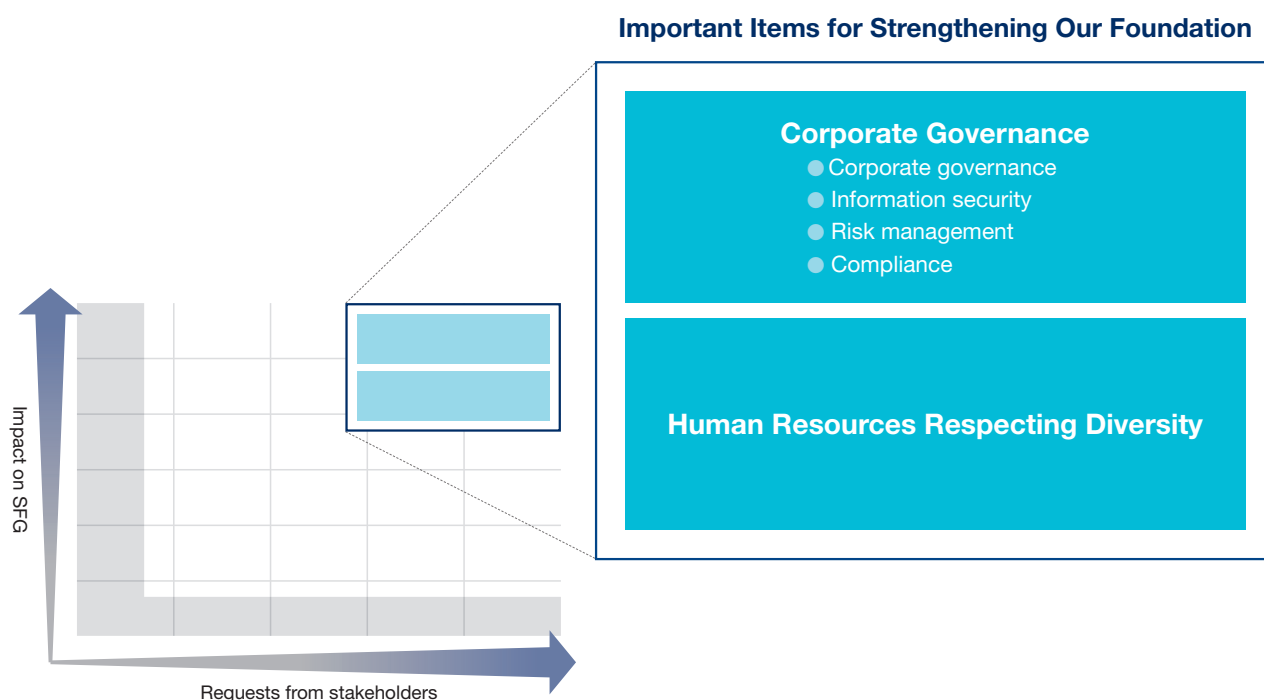 Important Items for Strengthening Our Foundation
Corporate Governance
Corporate governance
Information security
Risk management
Compliance
Human Resources Respecting Diversity
Impact on SFG
Requests from stakeholders